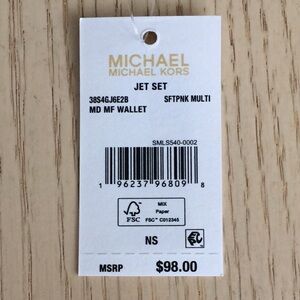 MICHAEL
MICHAEL KORS
JET SET
38S4GJ6E2B SFTPNK MULTI
MD MF WALLET
SMLS540-0002
1 96237 96809 8
FSC
MIX
Paper
FSC™ C012345
NS
MSRP $98.00